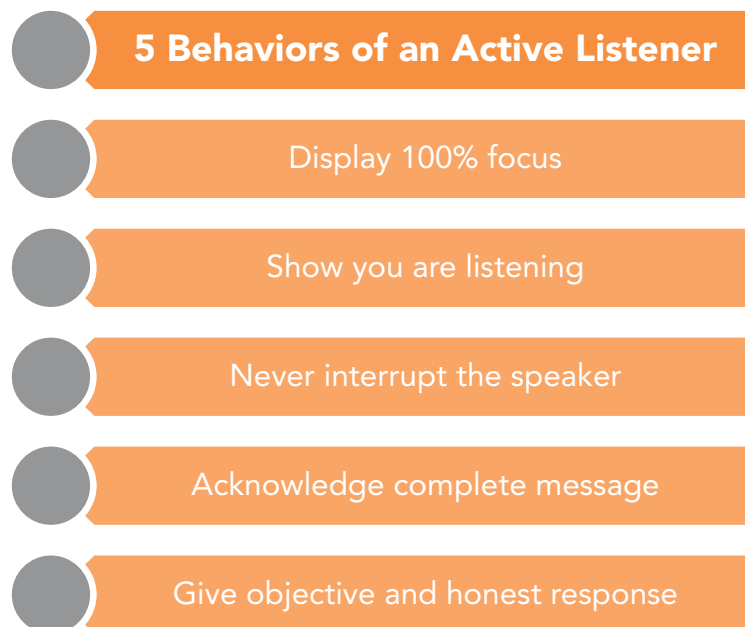 5 Behaviors of an Active Listener
Display 100% focus
Show you are listening
Never interrupt the speaker
Acknowledge complete message
Give objective and honest response